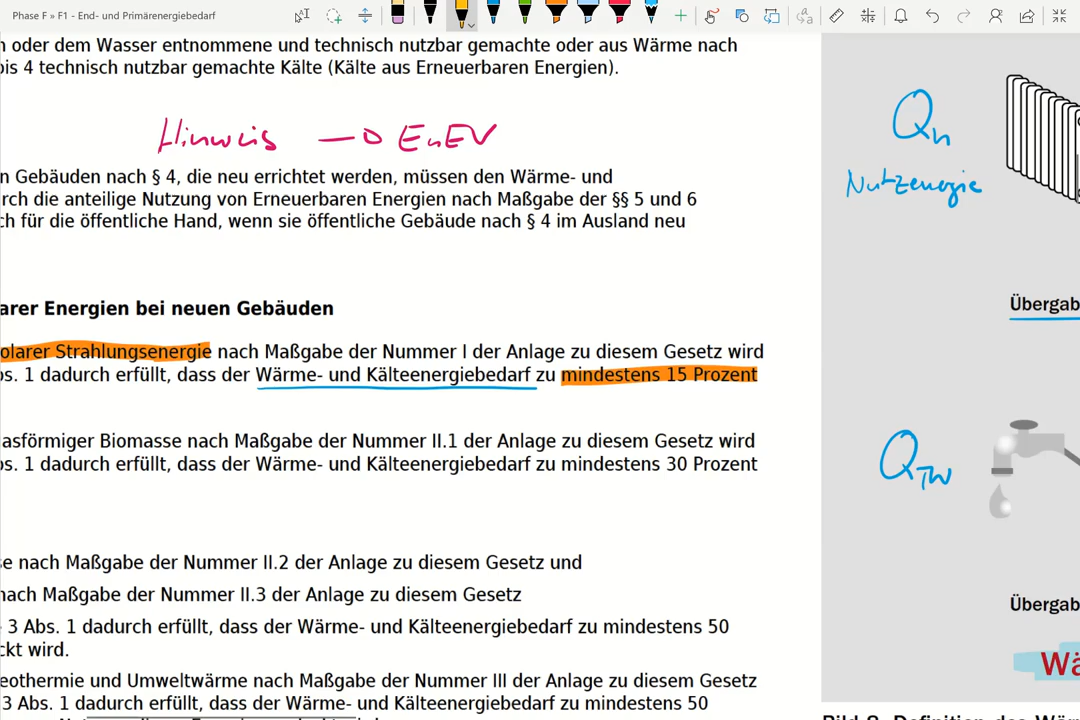 Phase F » F1 - End- und Primärenergiebedarf
n oder dem Wasser entnommene und technisch nutzbar gemachte oder aus Wärme nach
bis 4 technisch nutzbar gemachte Kälte (Kälte aus Erneuerbaren Energien).
Hinweis → EnEV
n Gebäuden nach § 4, die neu errichtet werden, müssen den Wärme- und
rch die anteilige Nutzung von Erneuerbaren Energien nach Maßgabe der §§ 5 und 6
ch für die öffentliche Hand, wenn sie öffentliche Gebäude nach § 4 im Ausland neu
arer Energien bei neuen Gebäuden
olarer Strahlungsenergie nach Maßgabe der Nummer I der Anlage zu diesem Gesetz wird
bs. 1 dadurch erfüllt, dass der Wärme- und Kälteenergiebedarf zu mindestens 15 Prozent
asförmiger Biomasse nach Maßgabe der Nummer II.1 der Anlage zu diesem Gesetz wird
bs. 1 dadurch erfüllt, dass der Wärme- und Kälteenergiebedarf zu mindestens 30 Prozent
se nach Maßgabe der Nummer II.2 der Anlage zu diesem Gesetz und
nach Maßgabe der Nummer II.3 der Anlage zu diesem Gesetz
3 Abs. 1 dadurch erfüllt, dass der Wärme- und Kälteenergiebedarf zu mindestens 50
ckt wird.
eothermie und Umweltwärme nach Maßgabe der Nummer III der Anlage zu diesem Gesetz
3 Abs. 1 dadurch erfüllt, dass der Wärme- und Kälteenergiebedarf zu mindestens 50
Qn
Nutzenergie
Übergab
QTW
Übergab
Wä